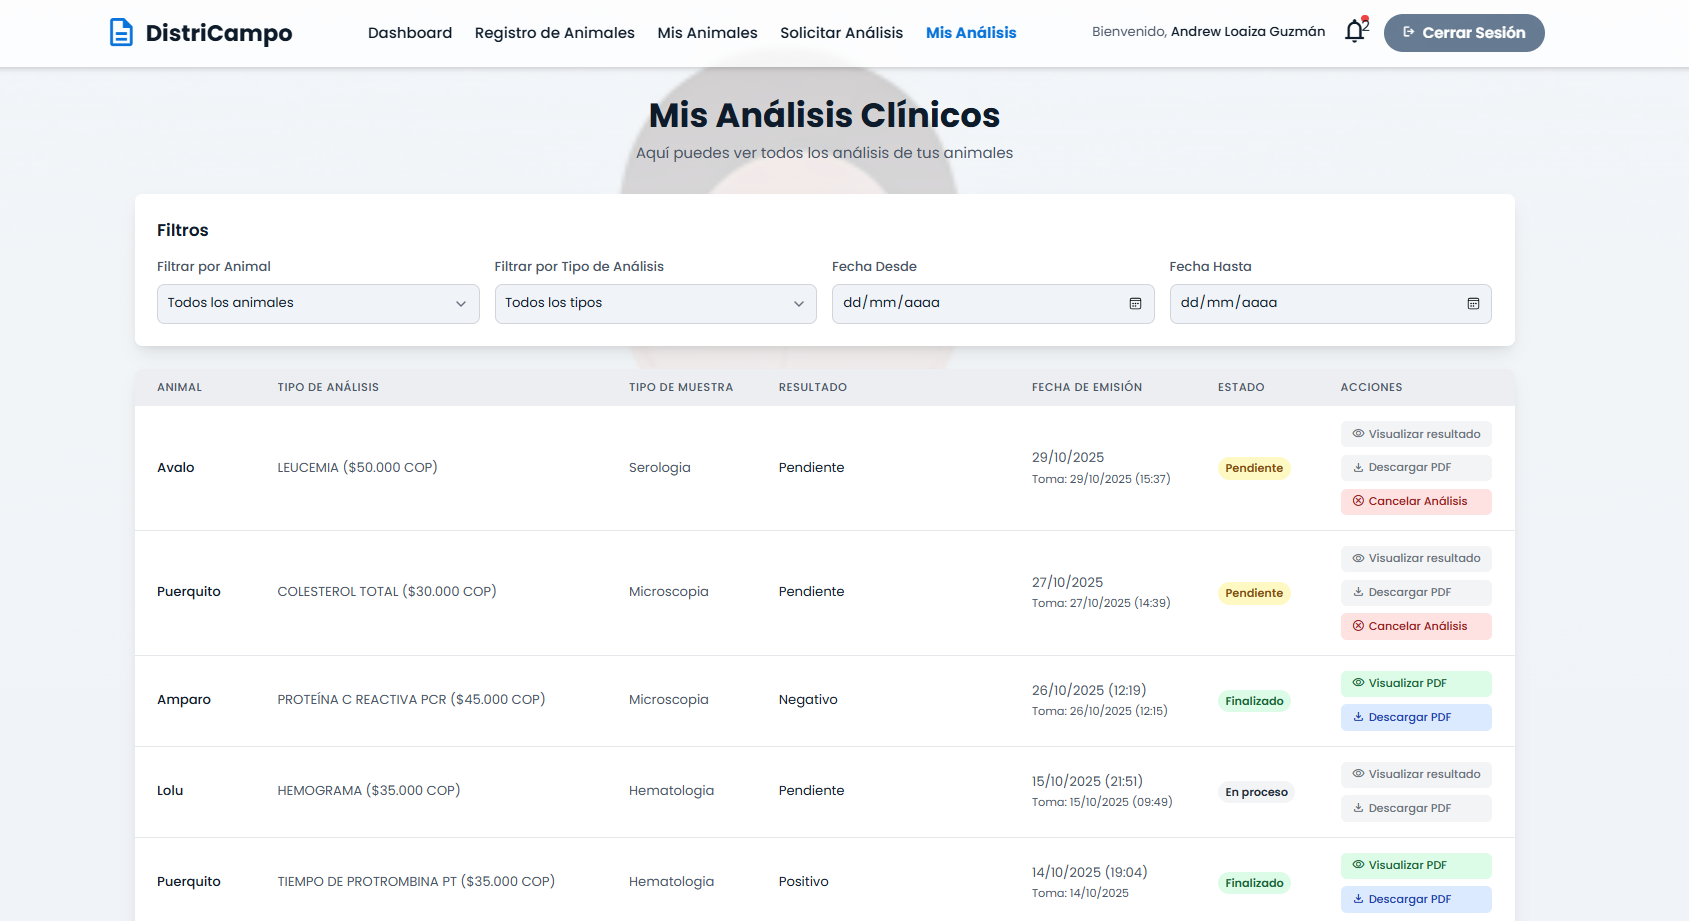 DistriCampo
Dashboard Registro de Animales Mis Animales Solicitar Análisis Mis Análisis
Bienvenido, Andrew Loaiza Guzmán 2 Cerrar Sesión
Mis Análisis Clínicos
Aquí puedes ver todos los análisis de tus animales
Filtros
Filtrar por Animal Filtrar por Tipo de Análisis Fecha Desde Fecha Hasta
Todos los animales Todos los tipos dd/mm/aaaa dd/mm/aaaa
ANIMAL TIPO DE ANÁLISIS TIPO DE MUESTRA RESULTADO FECHA DE EMISIÓN ESTADO ACCIONES
Avalo LEUCEMIA ($50.000 COP) Serologia Pendiente 29/10/2025
Toma: 29/10/2025 (15:37)
Pendiente
Visualizar resultado
Descargar PDF
Cancelar Análisis
Puerquito COLESTEROL TOTAL ($30.000 COP) Microscopia Pendiente 27/10/2025
Toma: 27/10/2025 (14:39)
Pendiente
Visualizar resultado
Descargar PDF
Cancelar Análisis
Amparo PROTEÍNA C REACTIVA PCR ($45.000 COP) Microscopia Negativo 26/10/2025 (12:19)
Toma: 26/10/2025 (12:15)
Finalizado
Visualizar PDF
Descargar PDF
Lolu HEMOGRAMA ($35.000 COP) Hematologia Pendiente 15/10/2025 (21:51)
Toma: 15/10/2025 (09:49)
En proceso
Visualizar resultado
Descargar PDF
Puerquito TIEMPO DE PROTROMBINA PT ($35.000 COP) Hematologia Positivo 14/10/2025 (19:04)
Toma: 14/10/2025
Finalizado
Visualizar PDF
Descargar PDF